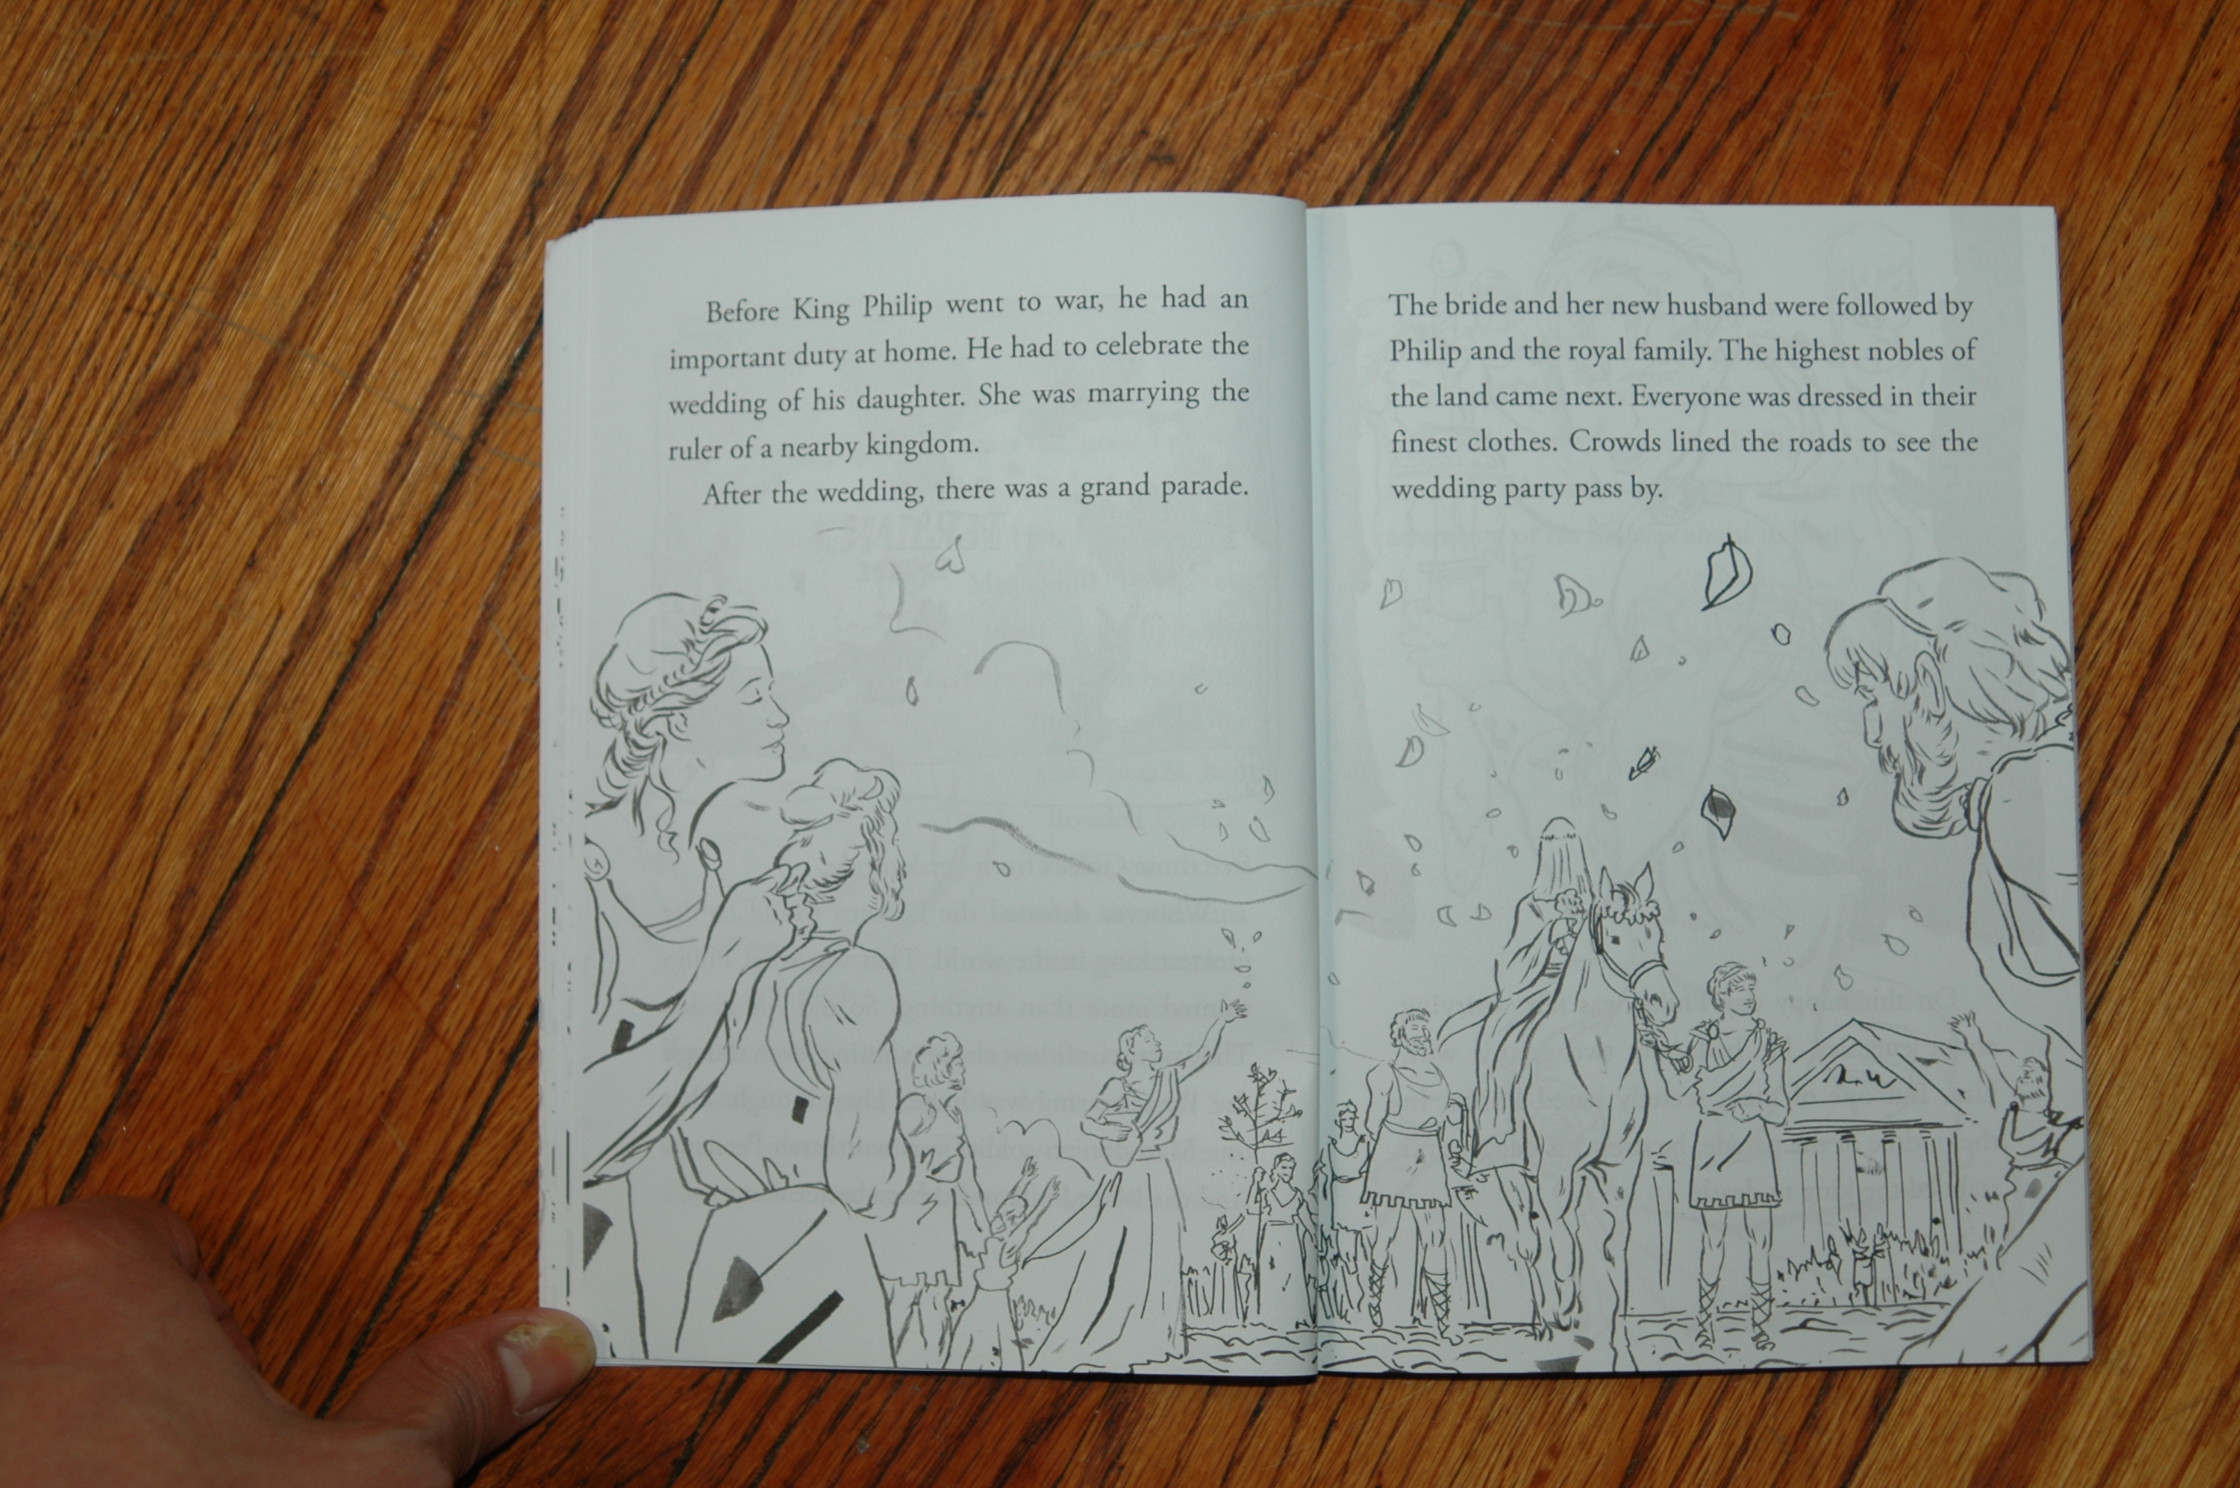 Before King Philip went to war, he had an
important duty at home. He had to celebrate the
wedding of his daughter. She was marrying the
ruler of a nearby kingdom.
After the wedding, there was a grand parade.
The bride and her new husband were followed by
Philip and the royal family. The highest nobles of
the land came next. Everyone was dressed in their
finest clothes. Crowds lined the roads to see the
wedding party pass by.